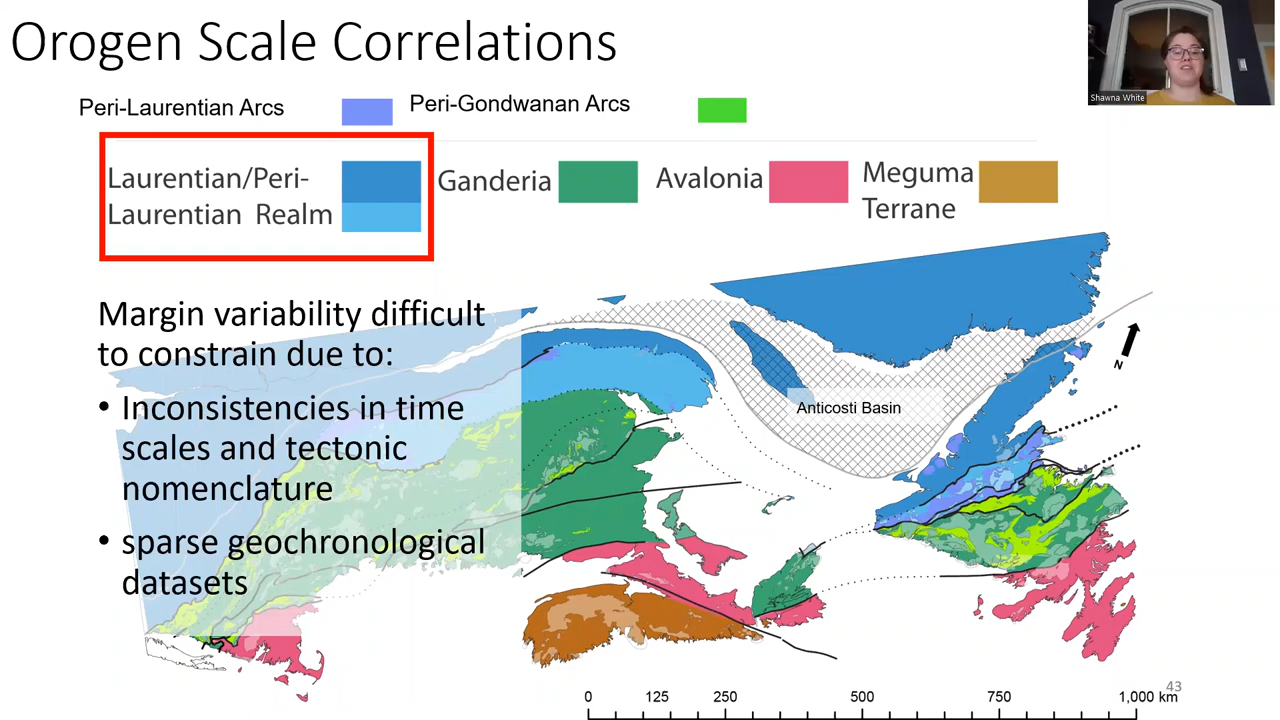 Orogen Scale Correlations
Shawna White
Peri-Laurentian Arcs
Peri-Gondwanan Arcs
Laurentian/Peri-
Laurentian Realm
Ganderia
Avalonia
Meguma
Terrane
Margin variability difficult
to constrain due to:
• Inconsistencies in time
scales and tectonic
nomenclature
• sparse geochronological
datasets
N
Anticosti Basin
43
0 125 250 500 750 1,000 km